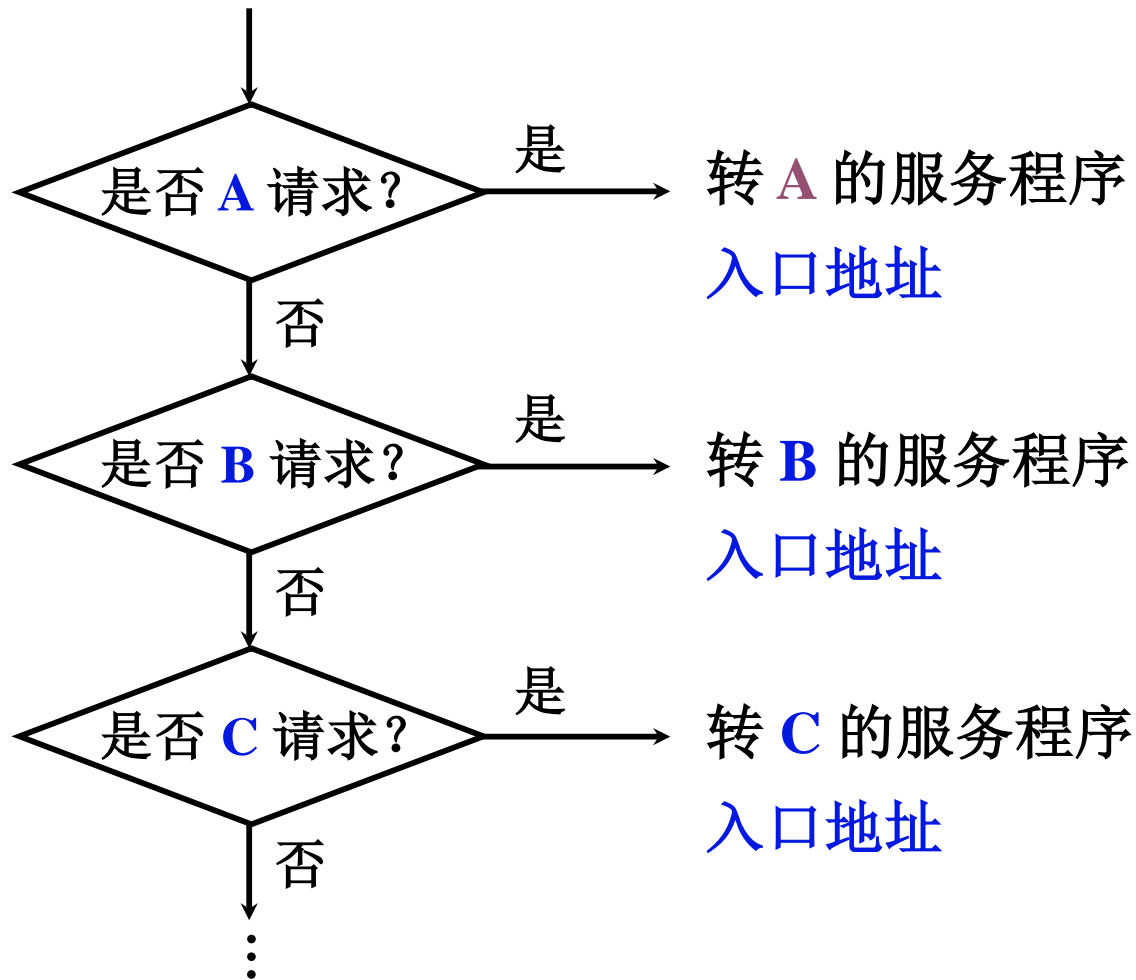 是
是否 A 请求？
转 A 的服务程序
入口地址
否
是
是否 B 请求？
转 B 的服务程序
入口地址
否
是
是否 C 请求？
转 C 的服务程序
入口地址
否
⋮